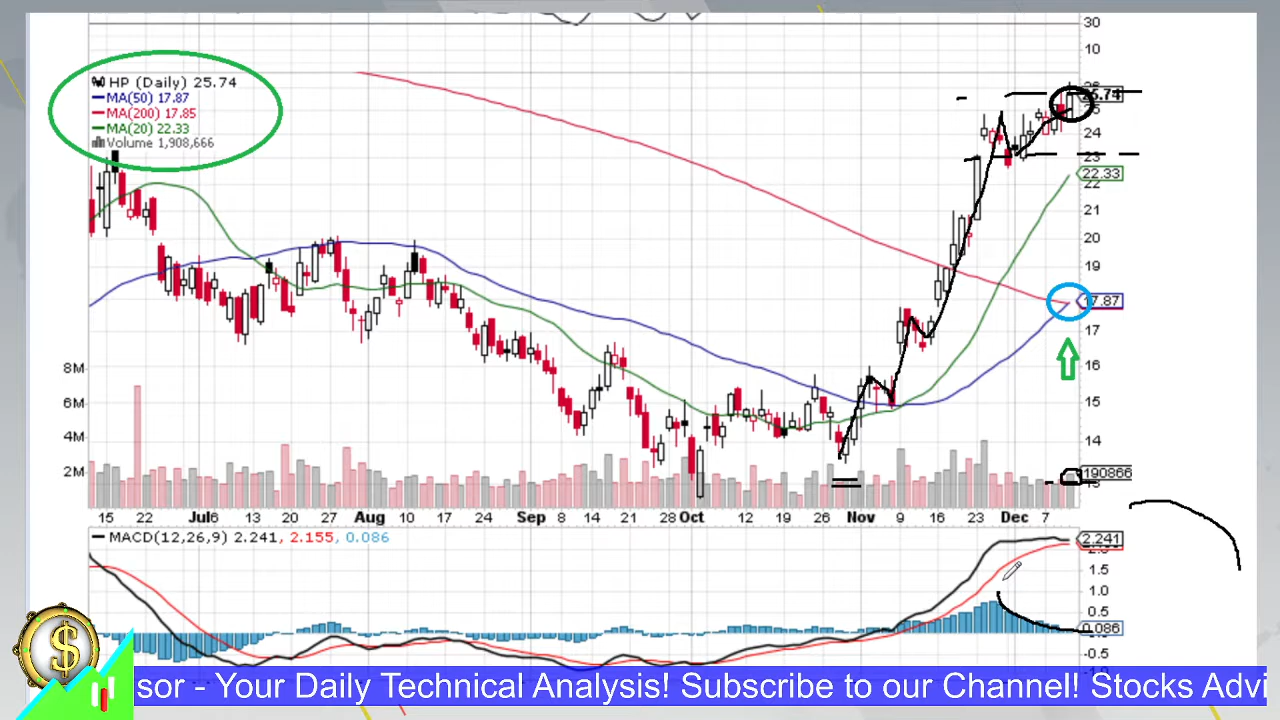 30
10
HP (Daily) 25.74
MA(50) 17.87
MA(200) 17.85
MA(20) 22.33
Volume 1,908,666
25.74
25
24
23
22.33
22
21
20
19
17.87
17
16
15
14
8M
6M
4M
2M
190866
15 22 Jul6 13 20 27 Aug 10 17 24 Sep 8 14 21 28 Oct 12 19 26 Nov 9 16 23 Dec 7
MACD(12,26,9) 2.241, 2.155, 0.086
2.241
1.5
1.0
0.5
0.086
-0.5
sor - Your Daily Technical Analysis! Subscribe to our Channel! Stocks Advi